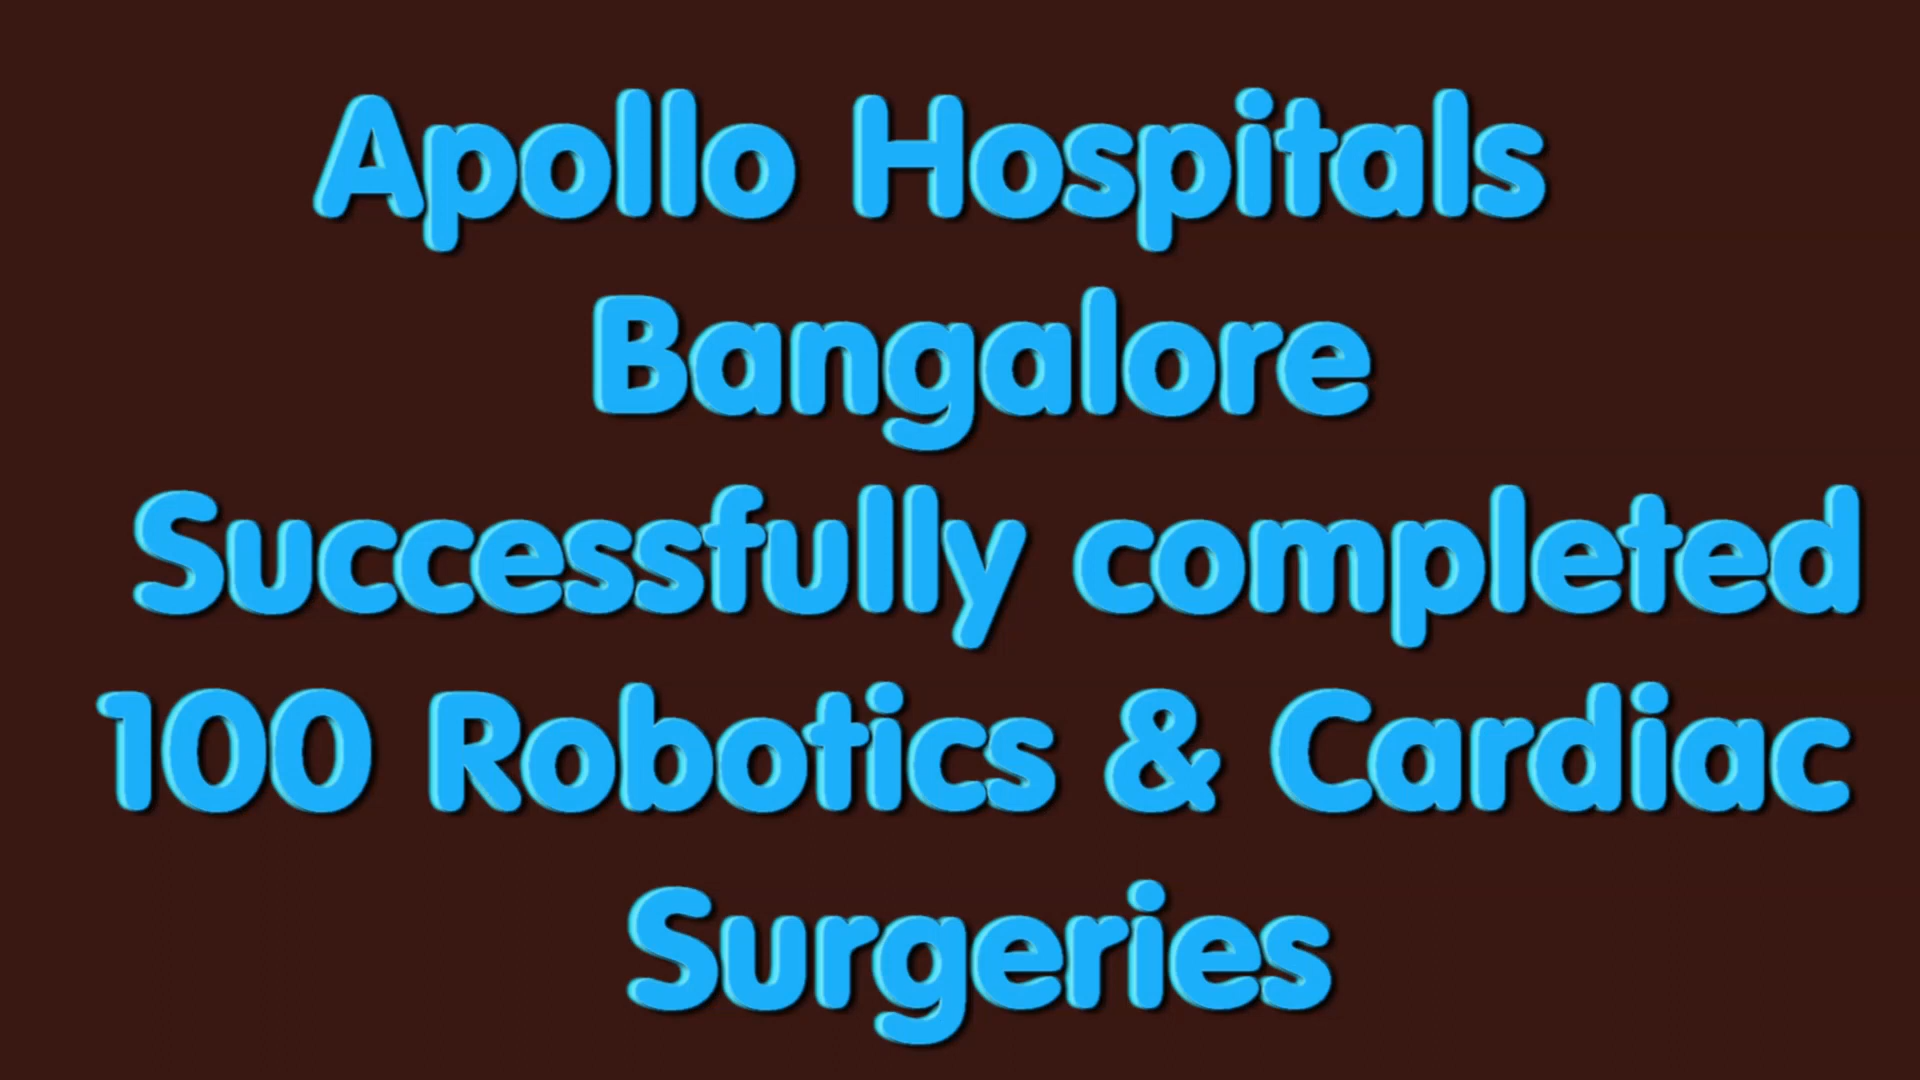 Apollo Hospitals
Bangalore
Successfully completed
100 Robotics & Cardiac
Surgeries